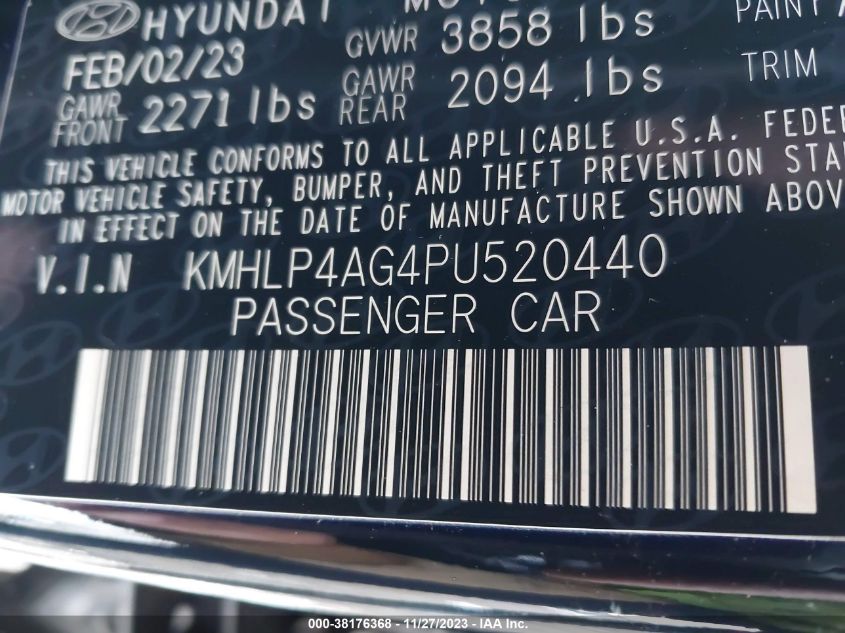 HYUNDAI
FEB/02/23 GVWR 3858 lbs PAINT
GAWR FRONT 2271 lbs GAWR REAR 2094 lbs TRIM
THIS VEHICLE CONFORMS TO ALL APPLICABLE U.S.A. FEDER
MOTOR VEHICLE SAFETY, BUMPER, AND THEFT PREVENTION STA
IN EFFECT ON THE DATE OF MANUFACTURE SHOWN ABOV
V.I.N KMHLP4AG4PU520440
PASSENGER CAR
000-38176368 - 11/27/2023 - © IAA Inc.